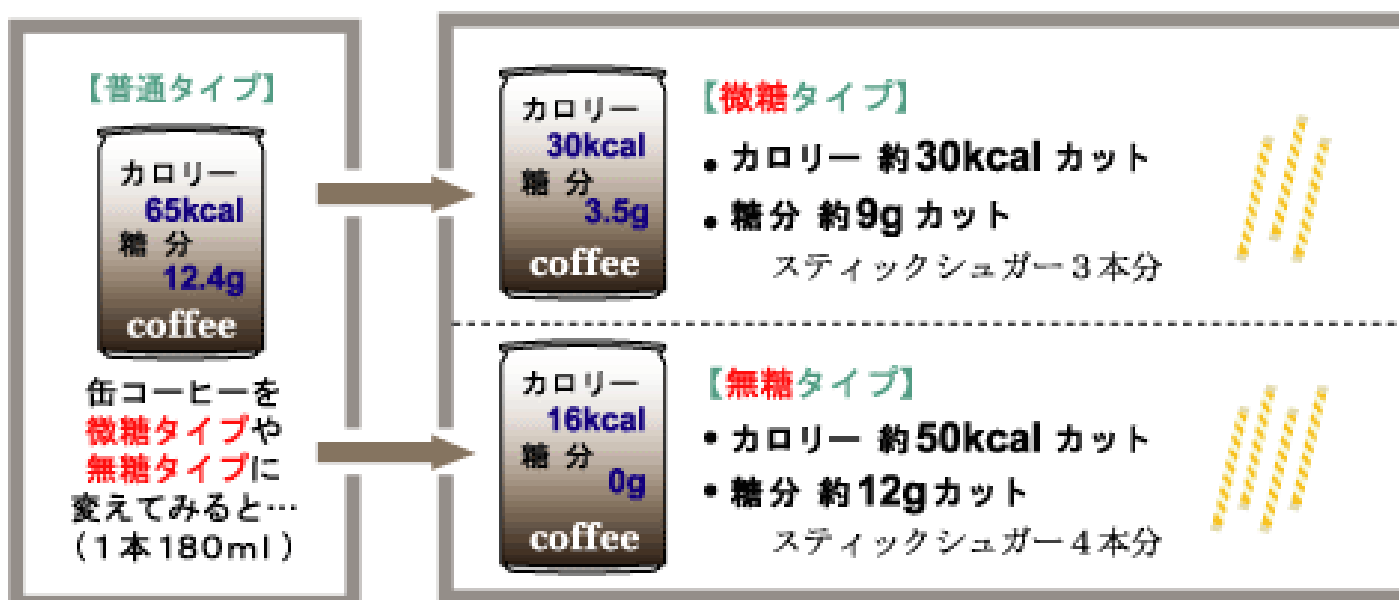 【普通タイプ】
カロリー
65kcal
糖分
12.4g
coffee
缶コーヒーを
微糖タイプや
無糖タイプに
変えてみると…
(1本180ml)
カロリー
30kcal
糖分
3.5g
coffee
【微糖タイプ】
• カロリー 約30kcal カット
• 糖分 約9g カット
スティックシュガー3本分
カロリー
16kcal
糖分
0g
coffee
【無糖タイプ】
• カロリー 約50kcal カット
• 糖分 約12gカット
スティックシュガー4本分